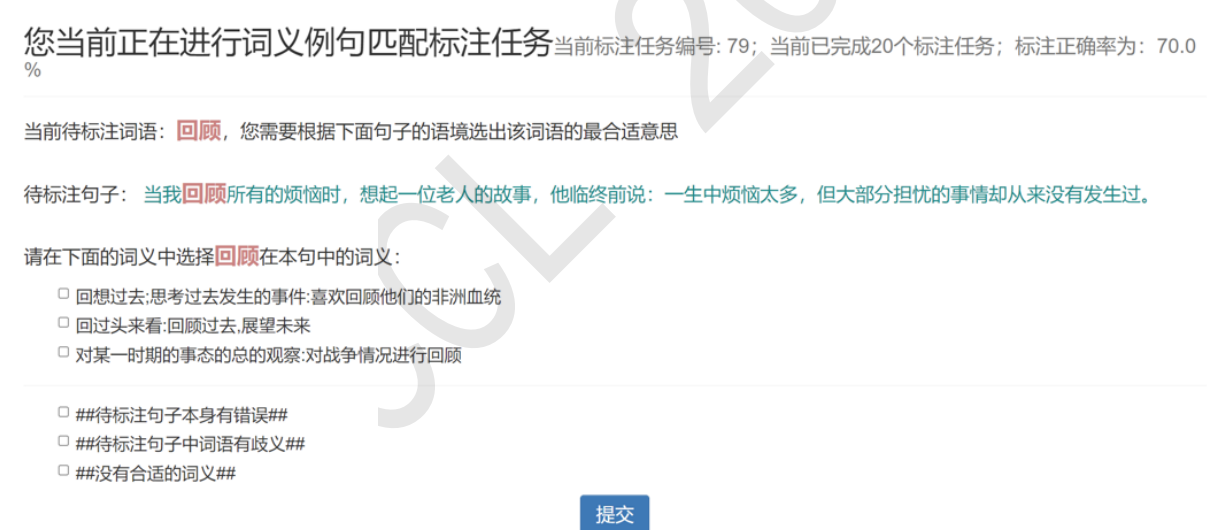 您当前正在进行词义例句匹配标注任务当前标注任务编号: 79；当前已完成20个标注任务；标注正确率为：70.0
%
当前待标注词语：回顾，您需要根据下面句子的语境选出该词语的最合适意思
待标注句子： 当我回顾所有的烦恼时，想起一位老人的故事，他临终前说：一生中烦恼太多，但大部分担忧的事情却从来没有发生过。
请在下面的词义中选择回顾在本句中的词义：
回想过去;思考过去发生的事件:喜欢回顾他们的非洲血统
回过头来看:回顾过去,展望未来
对某一时期的事态的总的观察:对战争情况进行回顾
##待标注句子本身有错误##
##待标注句子中词语有歧义##
##没有合适的词义##
提交
CCL 20